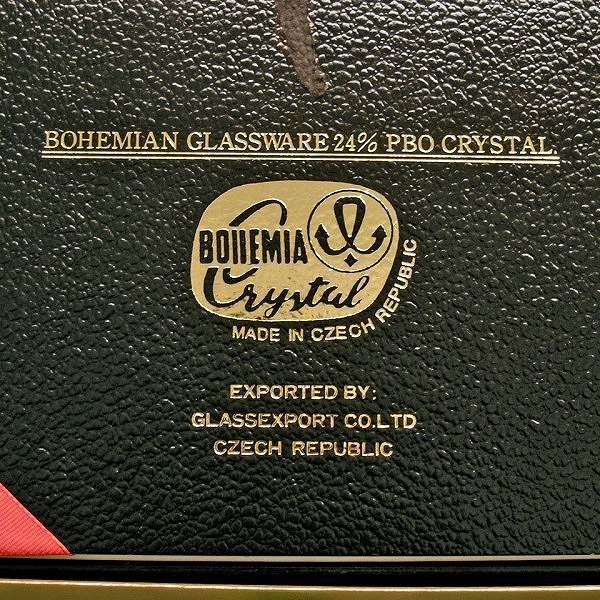 BOHEMIAN GLASSWARE 24% PBO CRYSTAL.
BOHEMIA
Crystal
MADE IN CZECH REPUBLIC
EXPORTED BY:
GLASSEXPORT CO.LTD
CZECH REPUBLIC